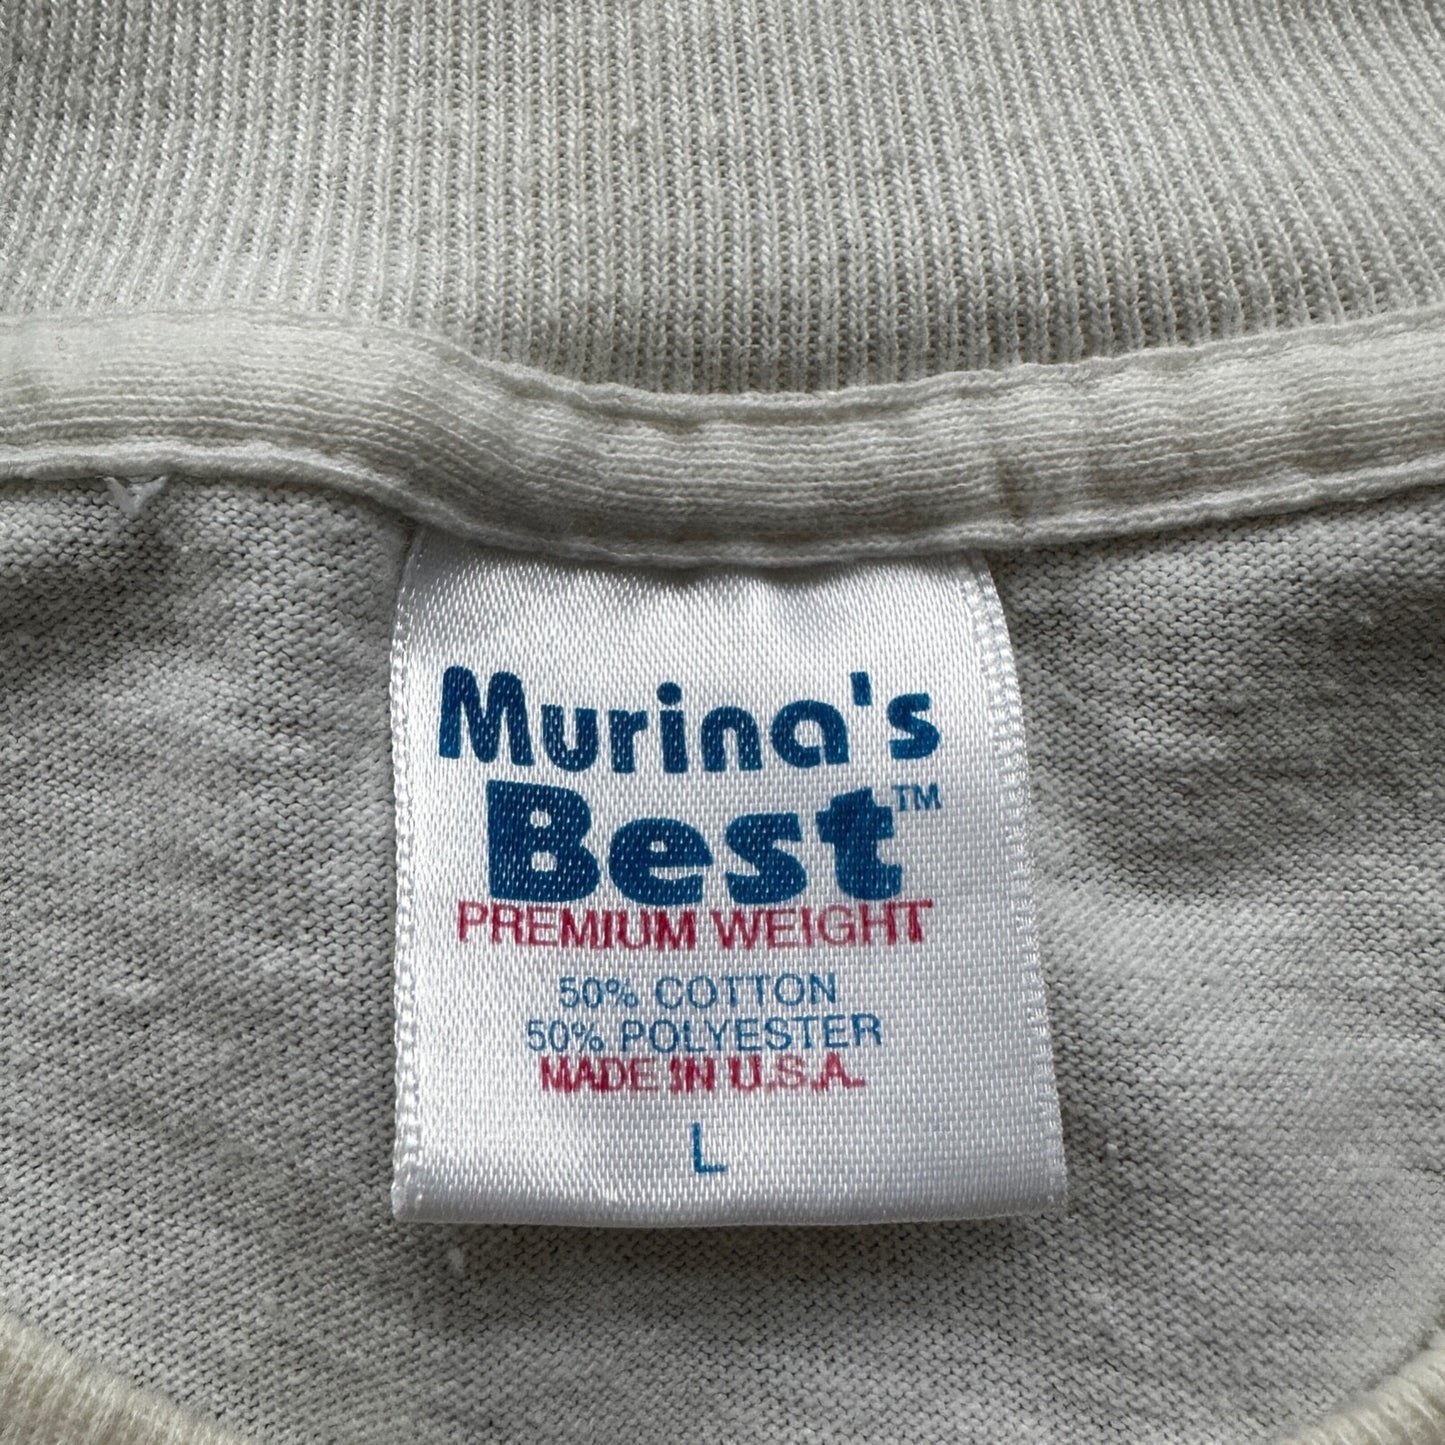 Murina's
Best™
PREMIUM WEIGHT
50% COTTON
50% POLYESTER
MADE IN U.S.A.
L